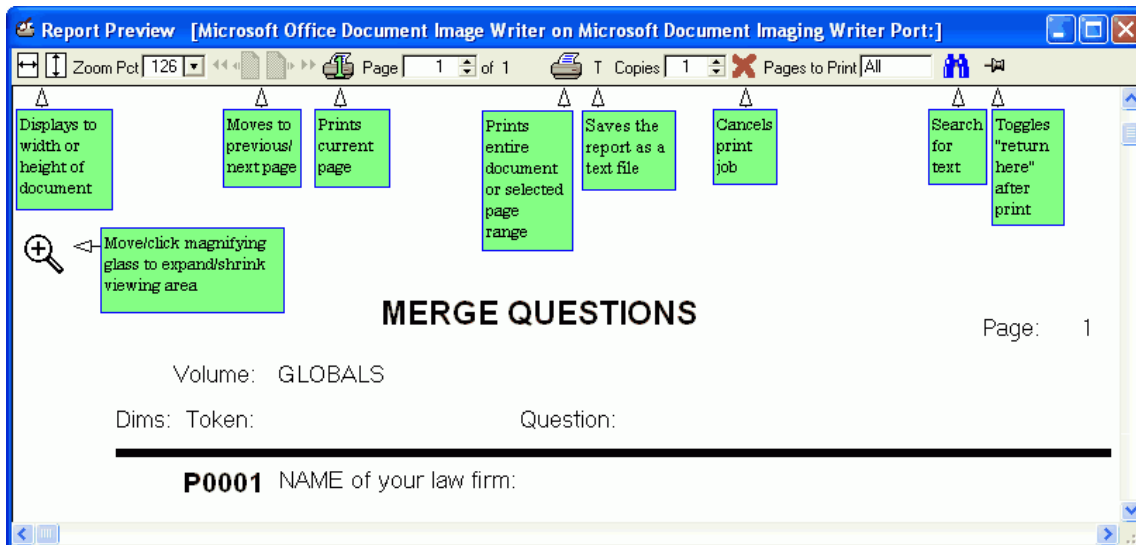 Report Preview [Microsoft Office Document Image Writer on Microsoft Document Imaging Writer Port:]
Zoom Pct 126 Page 1 of 1 T Copies 1 Pages to Print All
Displays to
width or
height of
document
Moves to
previous/
next page
Prints
current
page
Prints
entire
document
or selected
page
range
Saves the
report as a
text file
Cancels
print
job
Search
for
text
Toggles
"return
here"
after
print
Move/click magnifying
glass to expand/shrink
viewing area
MERGE QUESTIONS
Page: 1
Volume: GLOBALS
Dims: Token: Question:
P0001 NAME of your law firm: